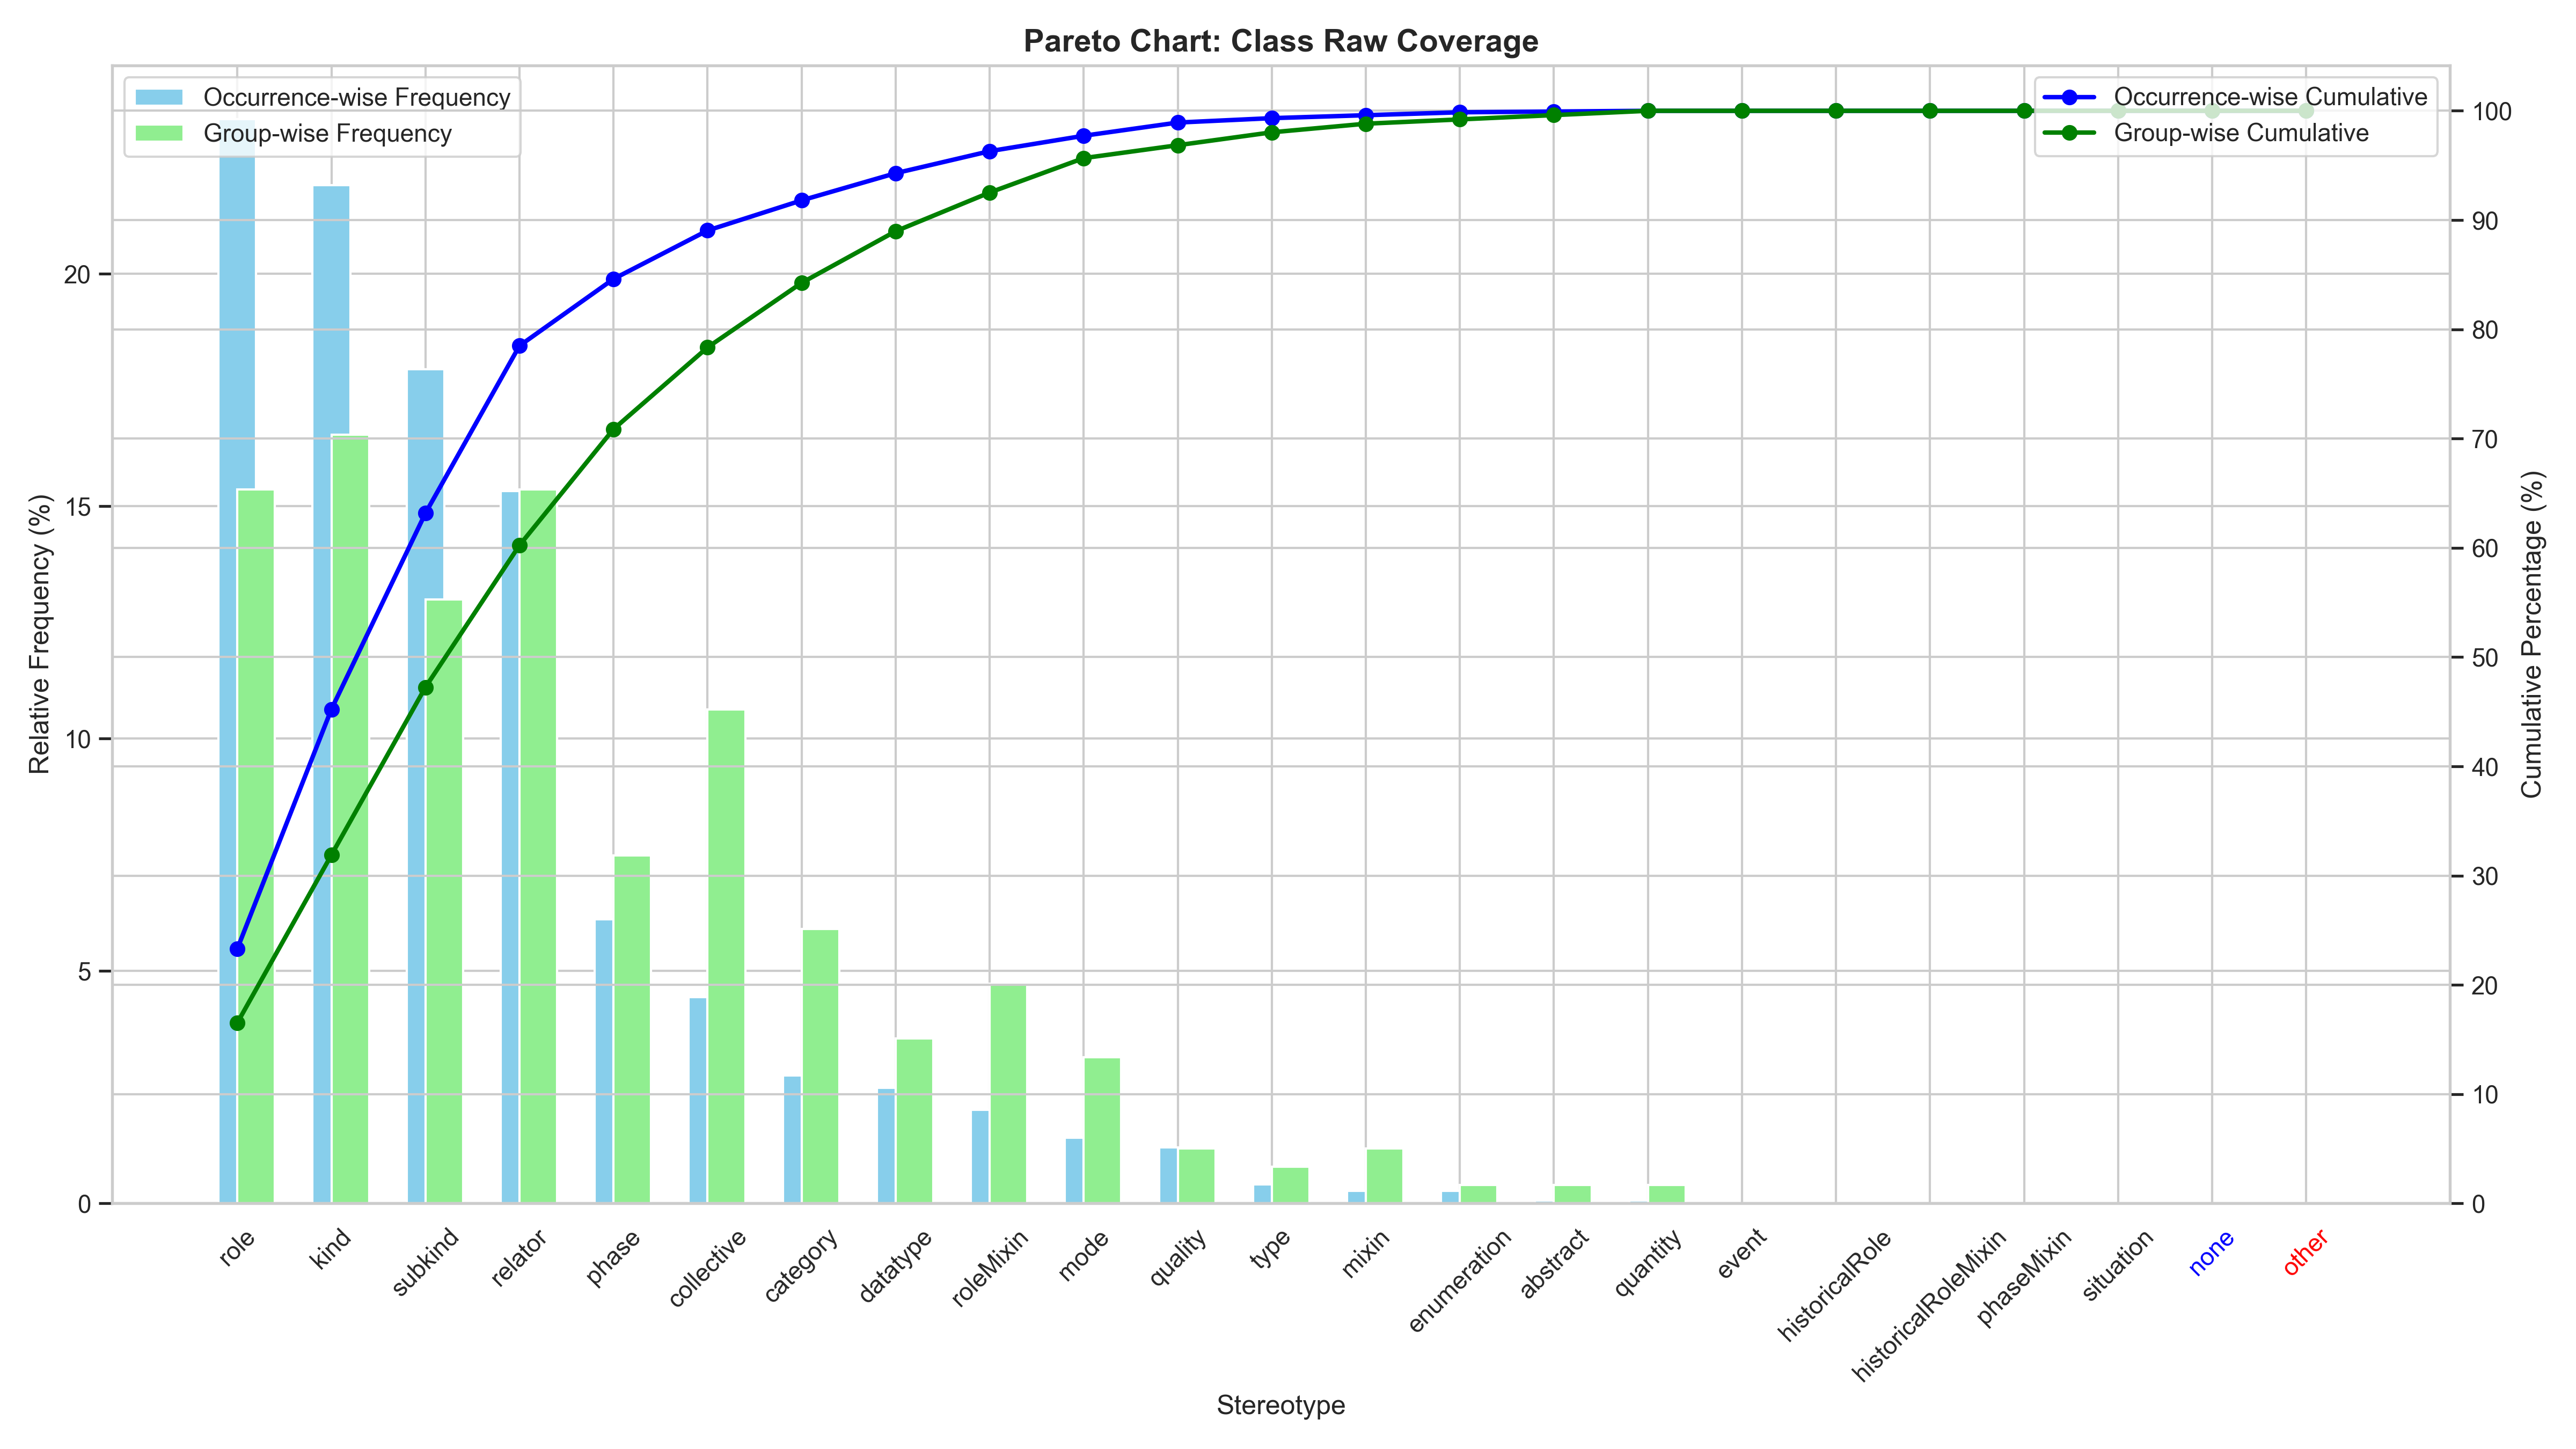 Pareto Chart: Class Raw Coverage
Occurrence-wise Frequency
Group-wise Frequency
Occurrence-wise Cumulative
Group-wise Cumulative
Relative Frequency (%)
20
15
10
5
0
Cumulative Percentage (%)
100
90
80
70
60
50
40
30
20
10
0
role
kind
subkind
relator
phase
collective
category
datatype
roleMixin
mode
quality
type
mixin
enumeration
abstract
quantity
event
historicalRole
historicalRoleMixin
phaseMixin
situation
none
other
Stereotype